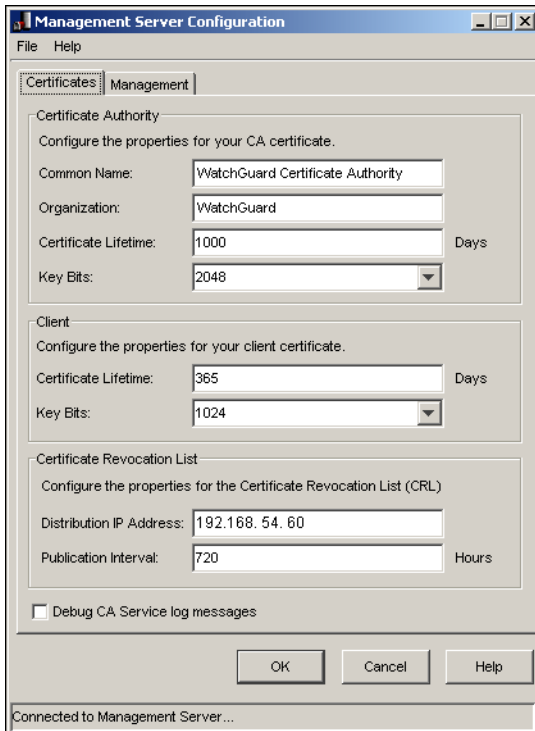 Management Server Configuration
File Help
Certificates Management
Certificate Authority
Configure the properties for your CA certificate.
Common Name: WatchGuard Certificate Authority
Organization: WatchGuard
Certificate Lifetime: 1000 Days
Key Bits: 2048
Client
Configure the properties for your client certificate.
Certificate Lifetime: 365 Days
Key Bits: 1024
Certificate Revocation List
Configure the properties for the Certificate Revocation List (CRL)
Distribution IP Address: 192.168. 54. 60
Publication Interval: 720 Hours
Debug CA Service log messages
OK Cancel Help
Connected to Management Server...